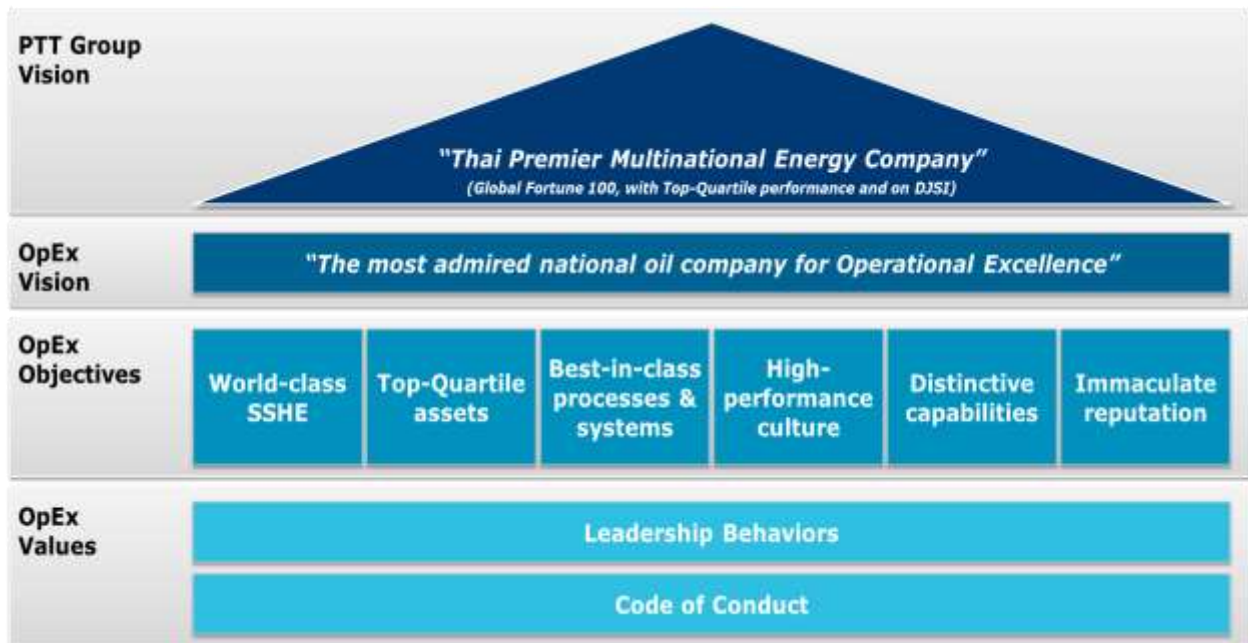 PTT Group
Vision
"Thai Premier Multinational Energy Company"
(Global Fortune 100, with Top-Quartile performance and on DJSI)
OpEx
Vision
"The most admired national oil company for Operational Excellence"
OpEx
Objectives
World-class
SSHE
Top-Quartile
assets
Best-in-class
processes &
systems
High-
performance
culture
Distinctive
capabilities
Immaculate
reputation
OpEx
Values
Leadership Behaviors
Code of Conduct